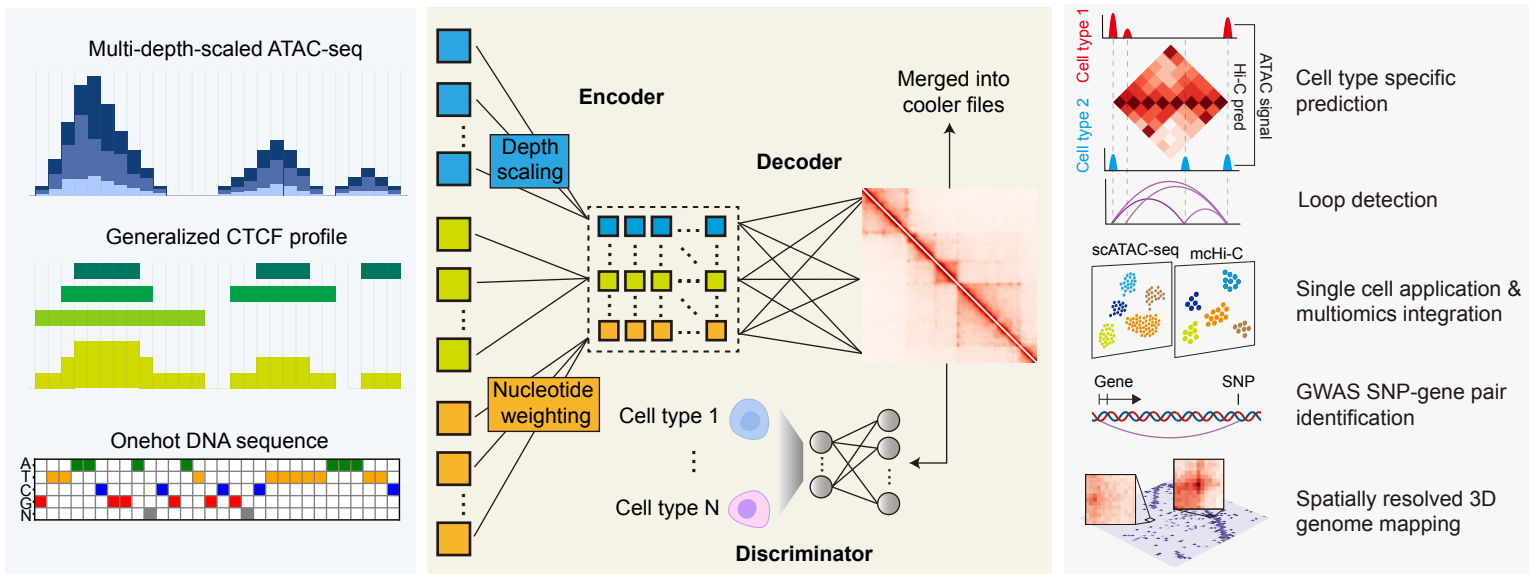 Multi-depth-scaled ATAC-seq
Generalized CTCF profile
Onehot DNA sequence
A
T
C
G
N
Encoder
Depth
scaling
Nucleotide
weighting
Decoder
Merged into
cooler files
Cell type 1
Cell type N
Discriminator
Cell type 1
Cell type 2
Hi-C pred
ATAC signal
Cell type specific
prediction
Loop detection
scATAC-seq
mcHi-C
Single cell application &
multiomics integration
Gene
SNP
GWAS SNP-gene pair
identification
Spatially resolved 3D
genome mapping